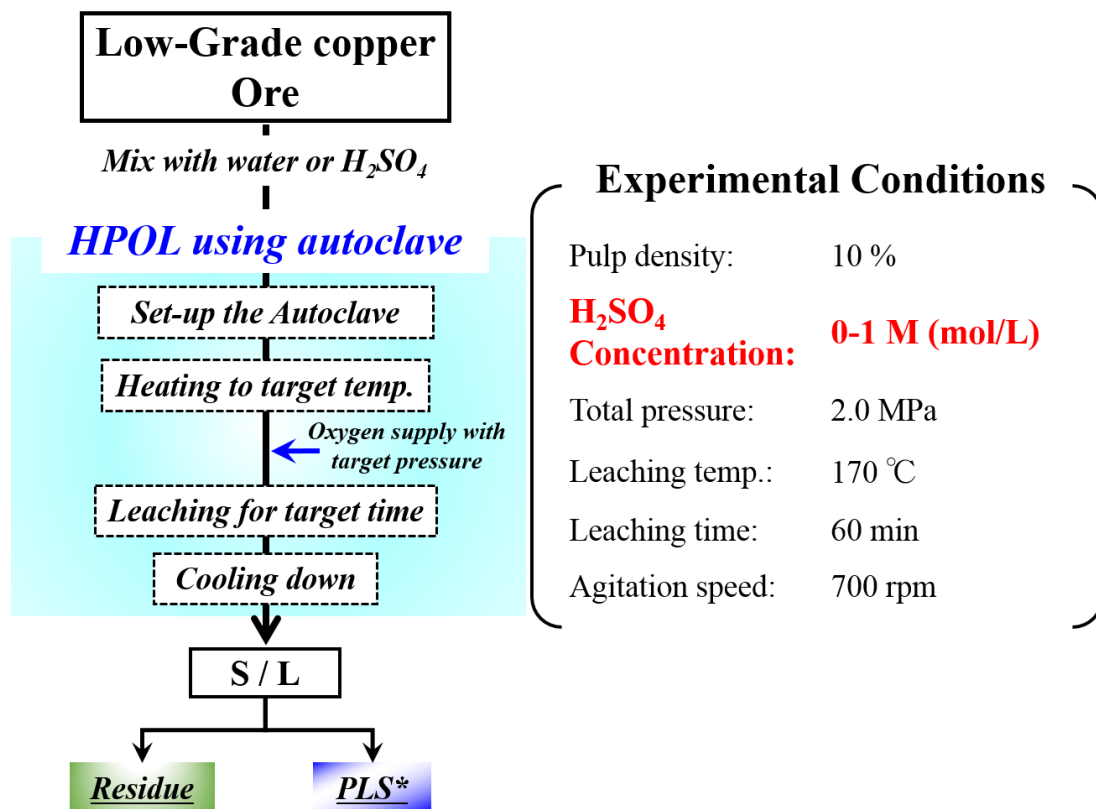 Low-Grade copper
Ore
Mix with water or H₂SO₄
HPOL using autoclave
Set-up the Autoclave
Heating to target temp.
Oxygen supply with
target pressure
Leaching for target time
Cooling down
S / L
Residue
PLS*
Experimental Conditions
Pulp density: 10 %
H₂SO₄
Concentration: 0-1 M (mol/L)
Total pressure: 2.0 MPa
Leaching temp.: 170 ℃
Leaching time: 60 min
Agitation speed: 700 rpm